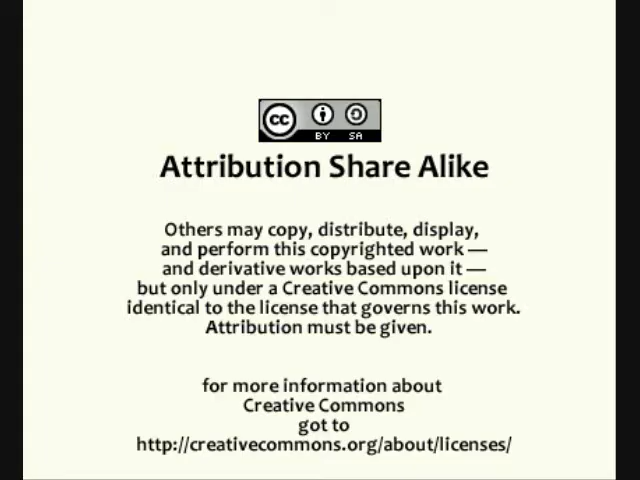 cc
BY SA
Attribution Share Alike
Others may copy, distribute, display,
and perform this copyrighted work —
and derivative works based upon it —
but only under a Creative Commons license
identical to the license that governs this work.
Attribution must be given.
for more information about
Creative Commons
got to
http://creativecommons.org/about/licenses/